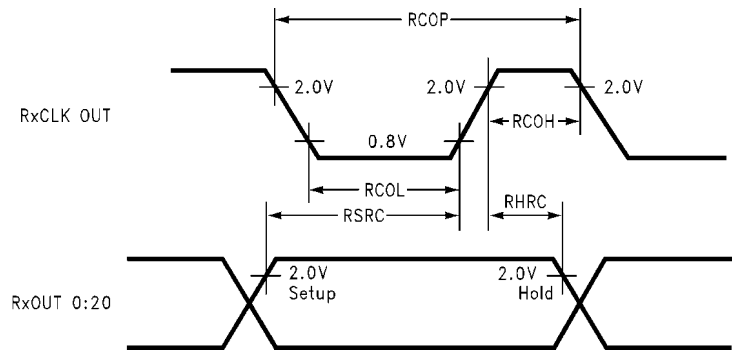 RCOP
2.0V
2.0V
2.0V
RxCLK OUT
RCOH
0.8V
RCOL
RHRC
RSRC
2.0V
Setup
2.0V
Hold
RxOUT 0:20